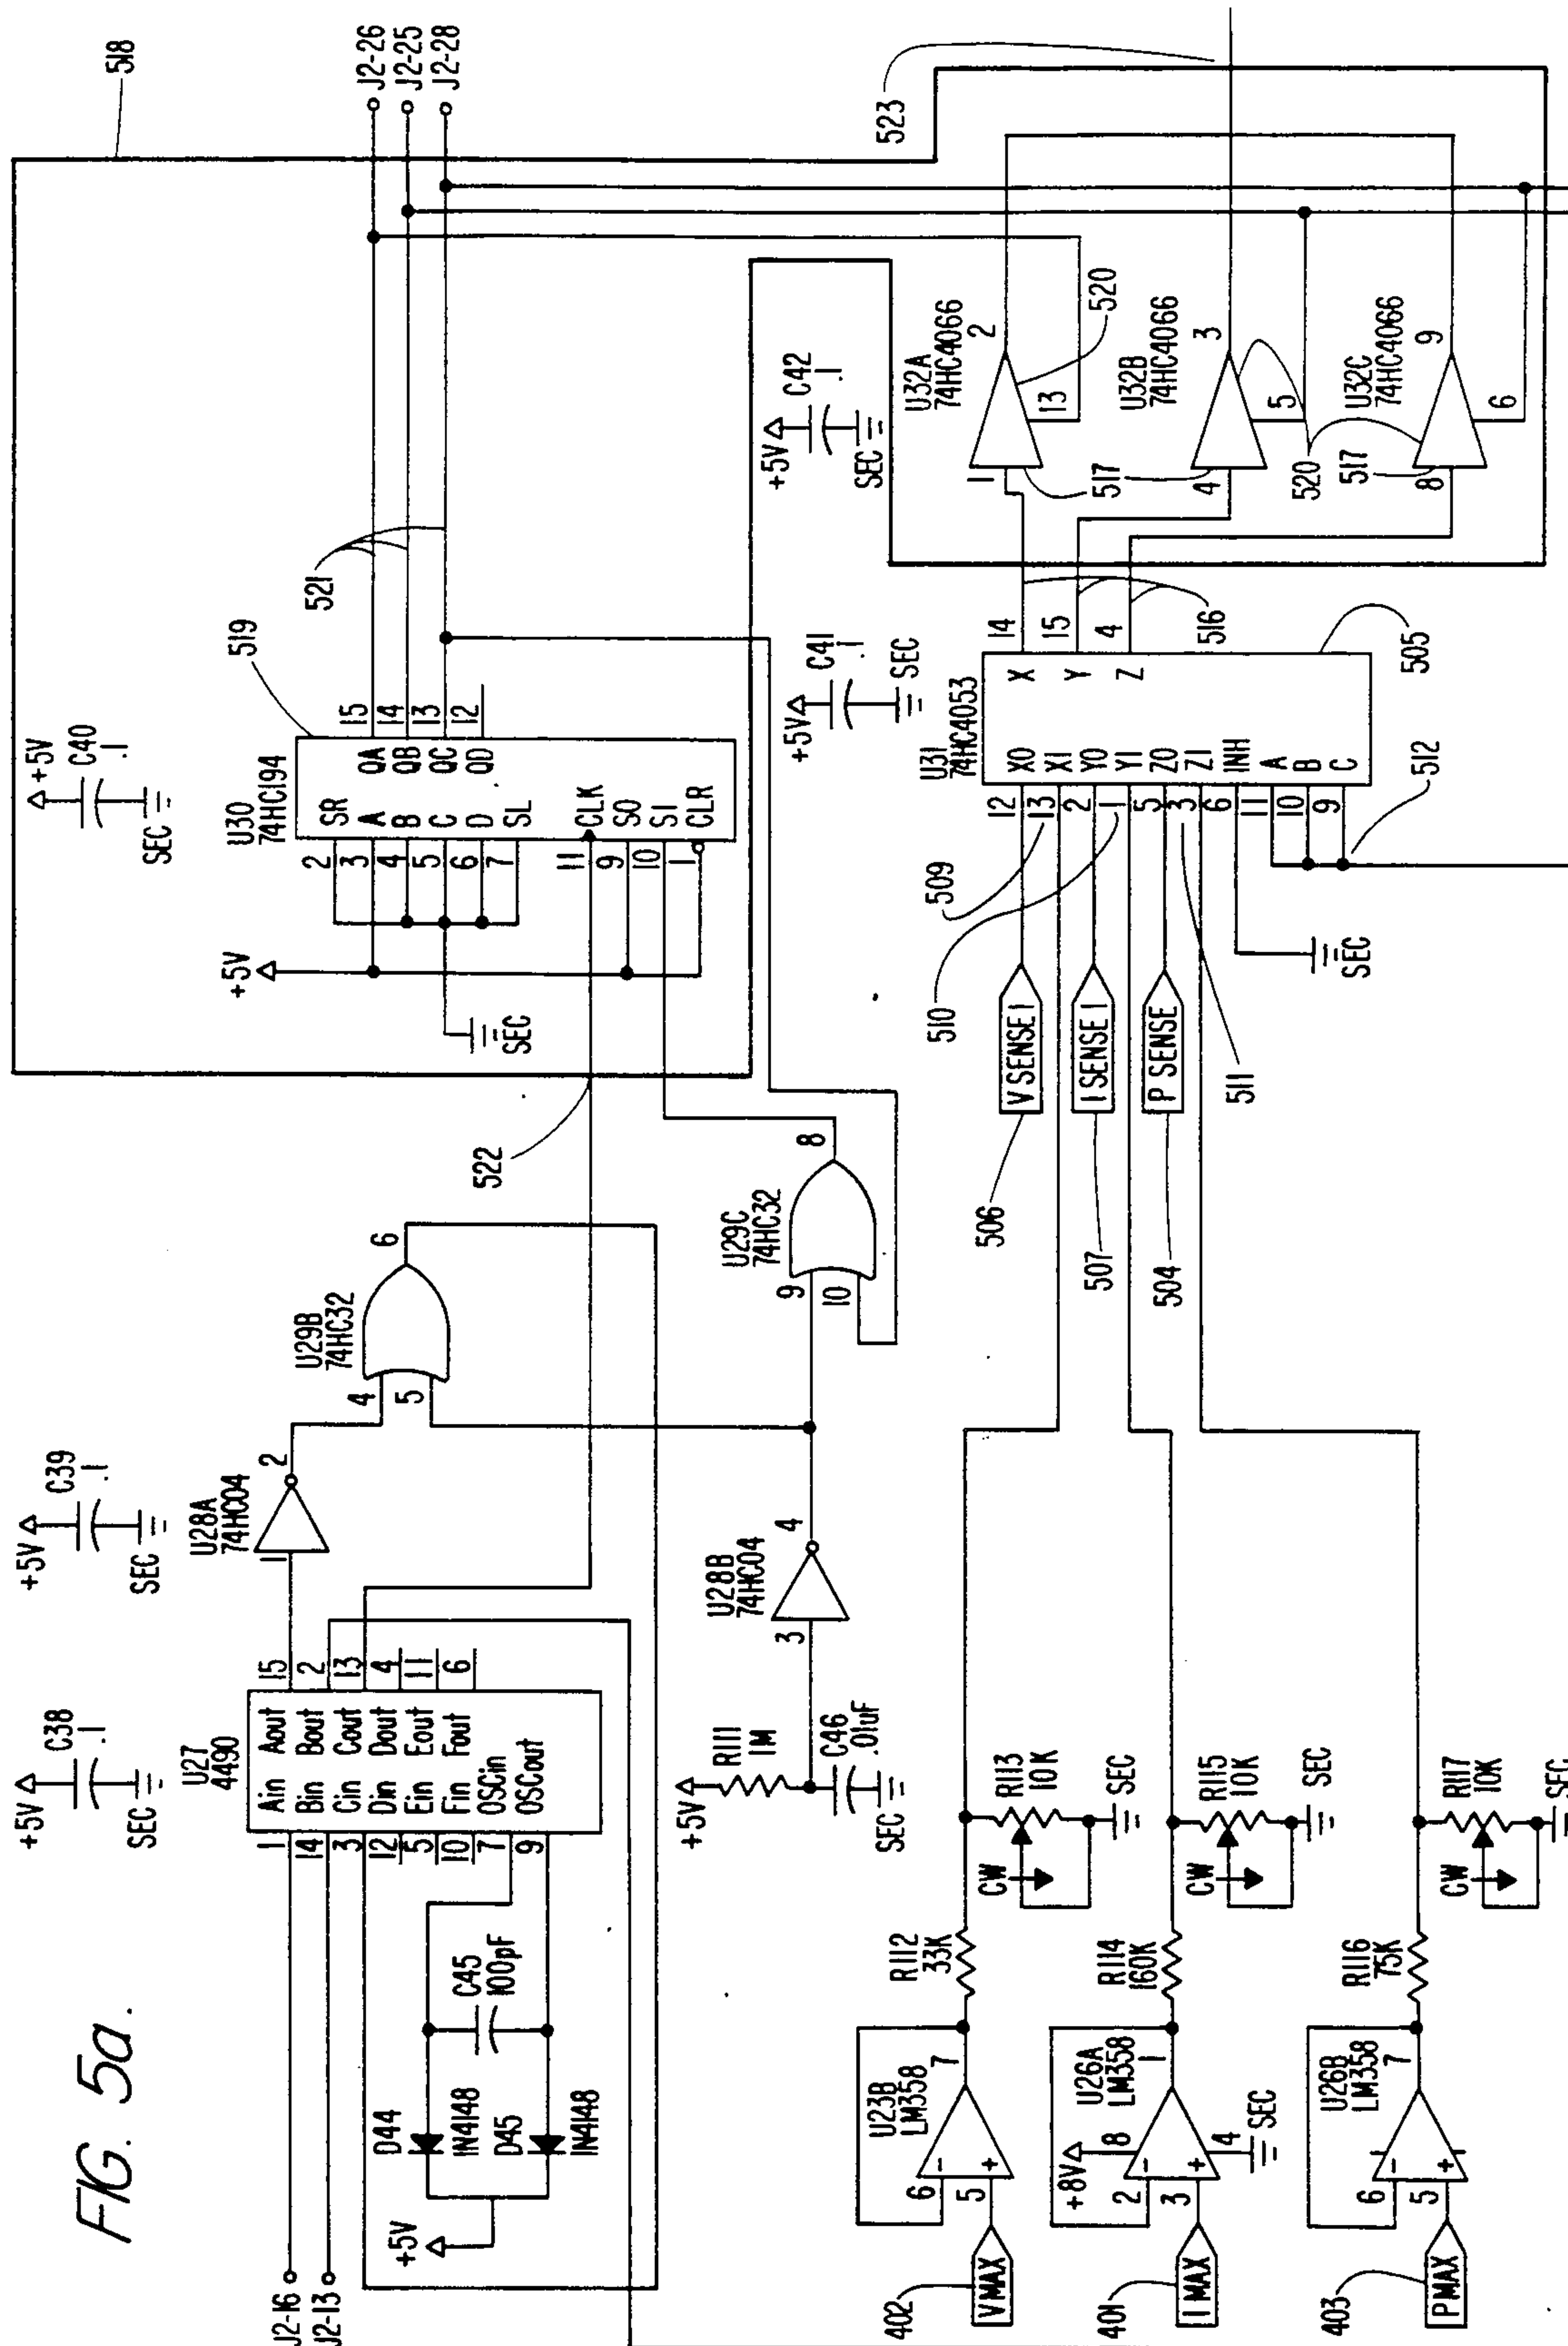 FIG. 5a.
J2-16
J2-13
+5V
C38
.1
SEC
U27
4490
1
14
3
12
5
10
7
9
Ain
Bin
Cin
Din
Ein
Fin
OSCin
OSCout
Aout
Bout
Cout
Dout
Eout
Fout
15
2
13
4
11
6
+5V
D44
IN4148
D45
IN4148
C45
100pF
+5V
C39
.1
SEC
U28A
74HC04
1
2
U29B
74HC32
4
5
6
+5V
R111
1M
C46
.01uF
SEC
U28B
74HC04
3
4
U29C
74HC32
9
10
8
522
518
+5V
C40
.1
SEC
U30
74HC194
519
+5V
SEC
2
3
4
5
6
7
11
9
10
1
SR
A
B
C
D
SL
CLK
S0
S1
CLR
QA
QB
QC
QD
15
14
13
12
521
J2-26
J2-25
J2-28
+5V
C41
.1
SEC
+5V
C42
.1
SEC
523
402
VMAX
5
6
U23B
LM358
7
-
+
R112
33K
R113
10K
CW
SEC
401
I MAX
+8V
8
2
3
4
SEC
U26A
LM358
1
-
+
R114
160K
R115
10K
CW
SEC
403
PMAX
6
5
U26B
LM358
7
-
+
R116
75K
R117
10K
CW
SEC
506
V SENSE 1
507
I SENSE 1
504
P SENSE
509
510
511
512
SEC
U31
74HC4053
12
13
2
1
5
3
6
11
10
9
X0
X1
Y0
Y1
Z0
Z1
INH
A
B
C
X
Y
Z
14
15
4
516
505
U32A
74HC4066
1
2
13
520
517
U32B
74HC4066
4
3
5
520
517
U32C
74HC4066
8
9
6